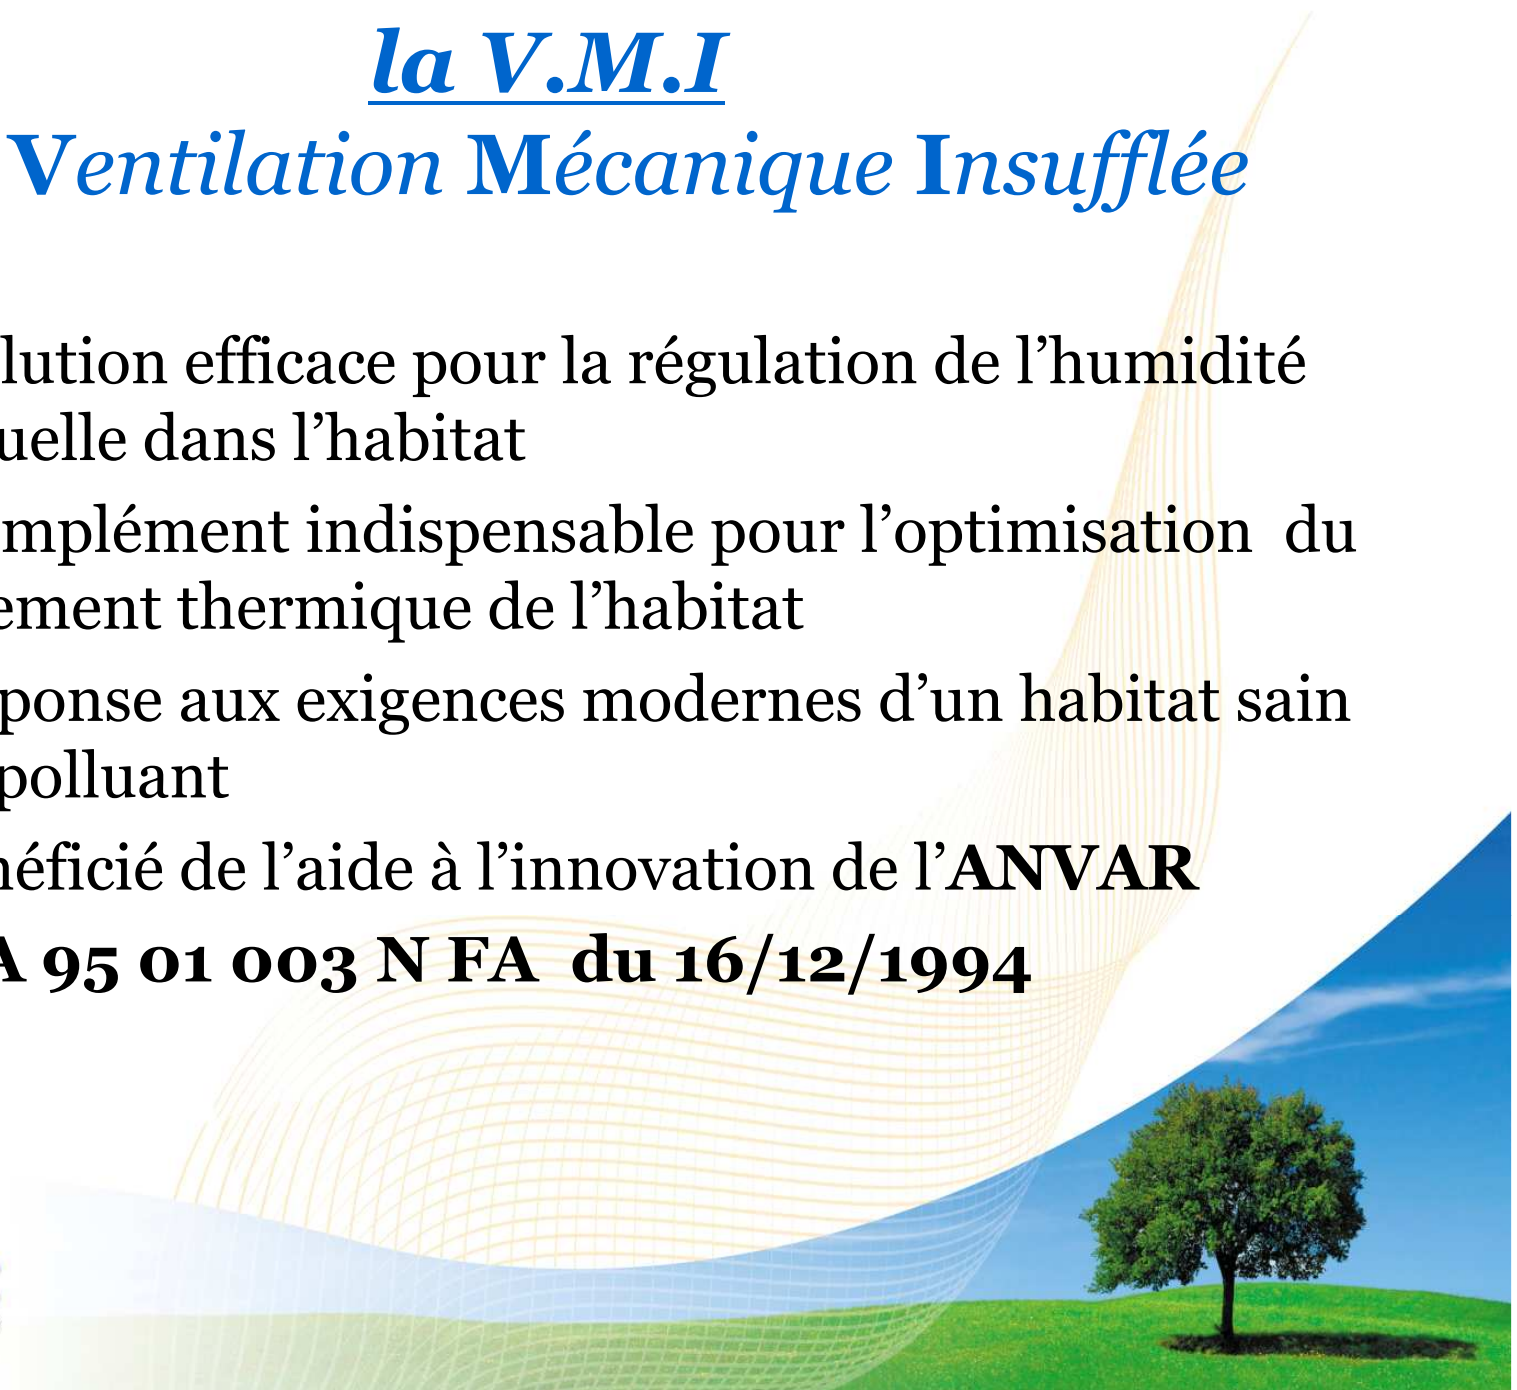 la V.M.I
Ventilation Mécanique Insufflée
lution efficace pour la régulation de l’humidité
uelle dans l’habitat
mplément indispensable pour l’optimisation  du
ement thermique de l’habitat
ponse aux exigences modernes d’un habitat sain
polluant
néficié de l’aide à l’innovation de l’ANVAR
A 95 01 003 N FA  du 16/12/1994